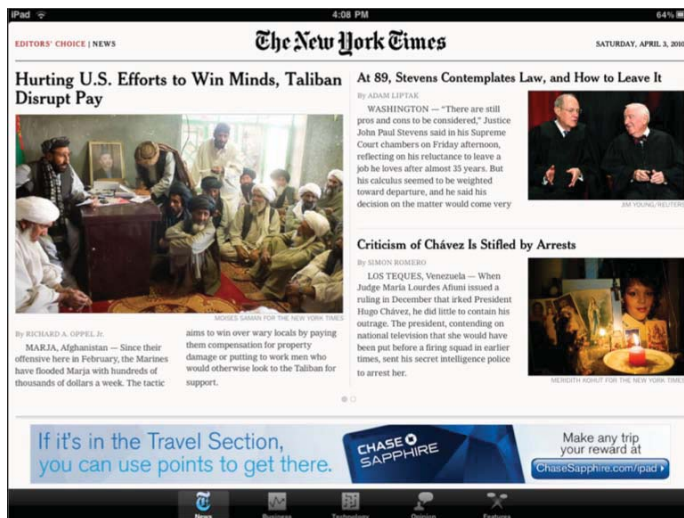 iPad
4:08 PM
64%
EDITORS' CHOICE | NEWS
The New York Times
SATURDAY, APRIL 3, 2010
Hurting U.S. Efforts to Win Minds, Taliban
Disrupt Pay
MOISES SAMAN FOR THE NEW YORK TIMES
By RICHARD A. OPPEL Jr.
MARJA, Afghanistan — Since their
offensive here in February, the Marines
have flooded Marja with hundreds of
thousands of dollars a week. The tactic
aims to win over wary locals by paying
them compensation for property
damage or putting to work men who
would otherwise look to the Taliban for
support.
At 89, Stevens Contemplates Law, and How to Leave It
By ADAM LIPTAK
WASHINGTON — “There are still
pros and cons to be considered,” Justice
John Paul Stevens said in his Supreme
Court chambers on Friday afternoon,
reflecting on his reluctance to leave a
job he loves after almost 35 years. But
his calculus seemed to be weighted
toward departure, and he said his
decision on the matter would come very
JIM YOUNG/REUTERS
Criticism of Chávez Is Stifled by Arrests
By SIMON ROMERO
LOS TEQUES, Venezuela — When
Judge María Lourdes Afiuni issued a
ruling in December that irked President
Hugo Chávez, he did little to contain his
outrage. The president, contending on
national television that she would have
been put before a firing squad in earlier
times, sent his secret intelligence police
to arrest her.
MERIDITH KOHUT FOR THE NEW YORK TIMES
If it's in the Travel Section,
you can use points to get there.
CHASE
SAPPHIRE
Make any trip
your reward at
ChaseSapphire.com/ipad
News
Business
Technology
Opinion
Features